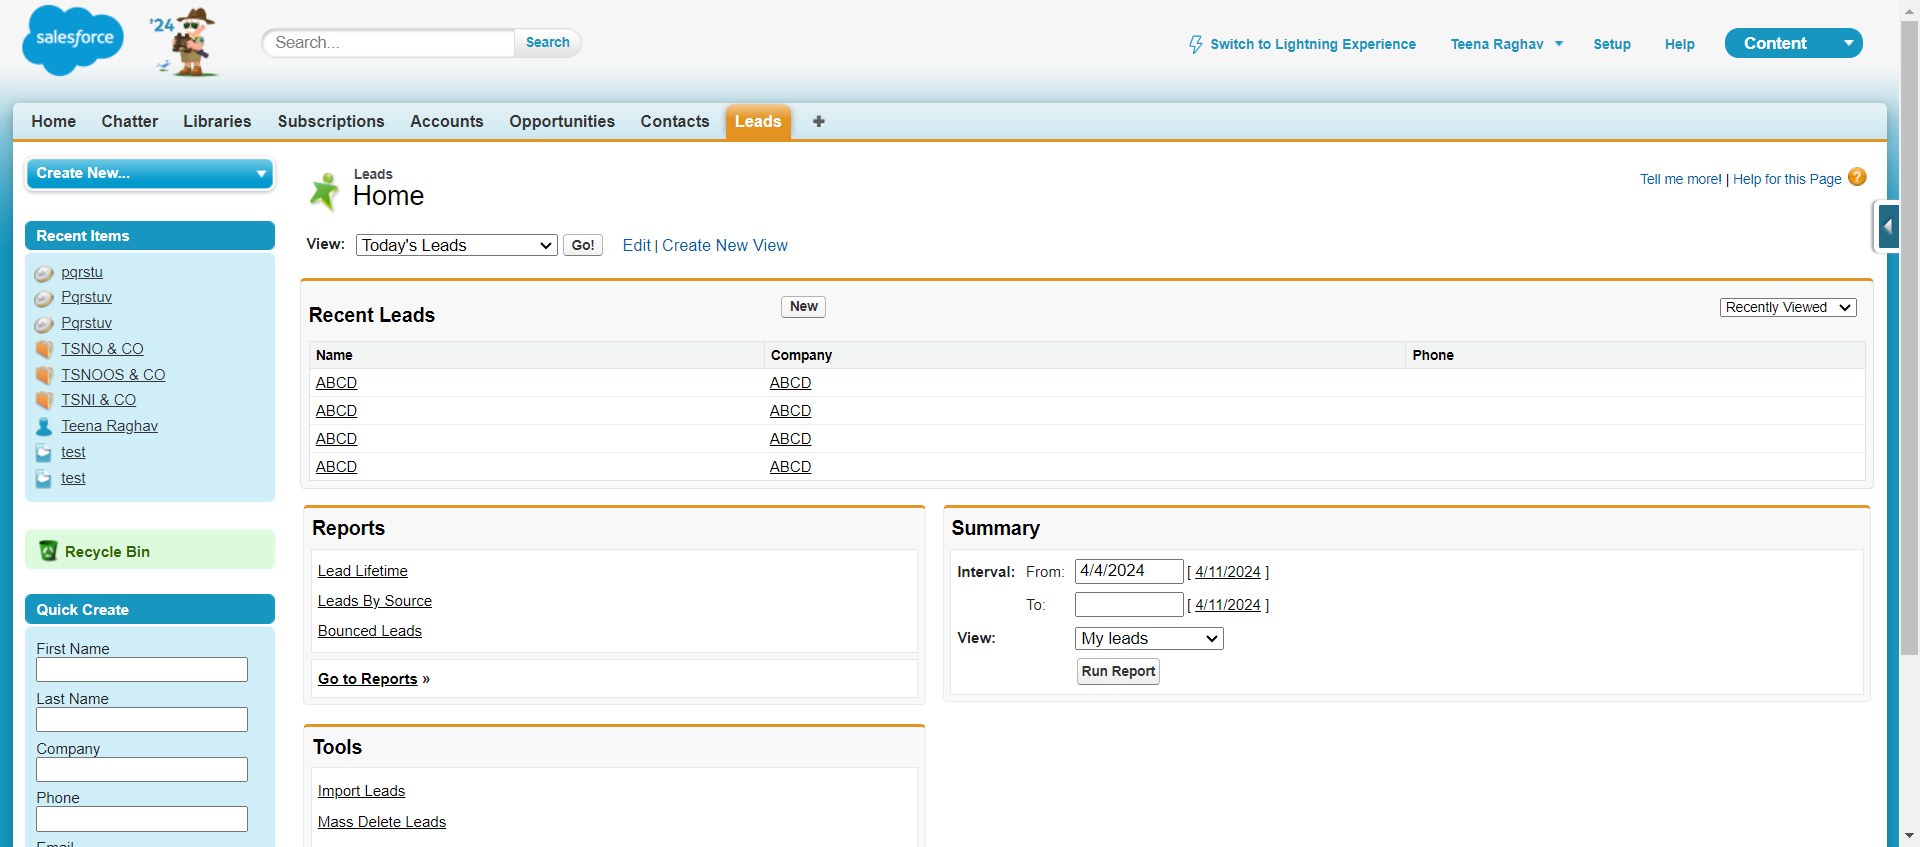 salesforce
'24
Search...
Search
Switch to Lightning Experience
Teena Raghav
Setup
Help
Content
Home
Chatter
Libraries
Subscriptions
Accounts
Opportunities
Contacts
Leads
+
Create New...
Recent Items
pqrstu
Pqrstuv
Pqrstuv
TSNO & CO
TSNOOS & CO
TSNI & CO
Teena Raghav
test
test
Recycle Bin
Quick Create
First Name
Last Name
Company
Phone
Email
Leads
Home
Tell me more! | Help for this Page ?
View: Today's Leads Go! Edit | Create New View
Recent Leads New Recently Viewed
Name Company Phone
ABCD ABCD
ABCD ABCD
ABCD ABCD
ABCD ABCD
Reports
Lead Lifetime
Leads By Source
Bounced Leads
Go to Reports »
Summary
Interval: From: 4/4/2024 [ 4/11/2024 ]
To: [ 4/11/2024 ]
View: My leads
Run Report
Tools
Import Leads
Mass Delete Leads